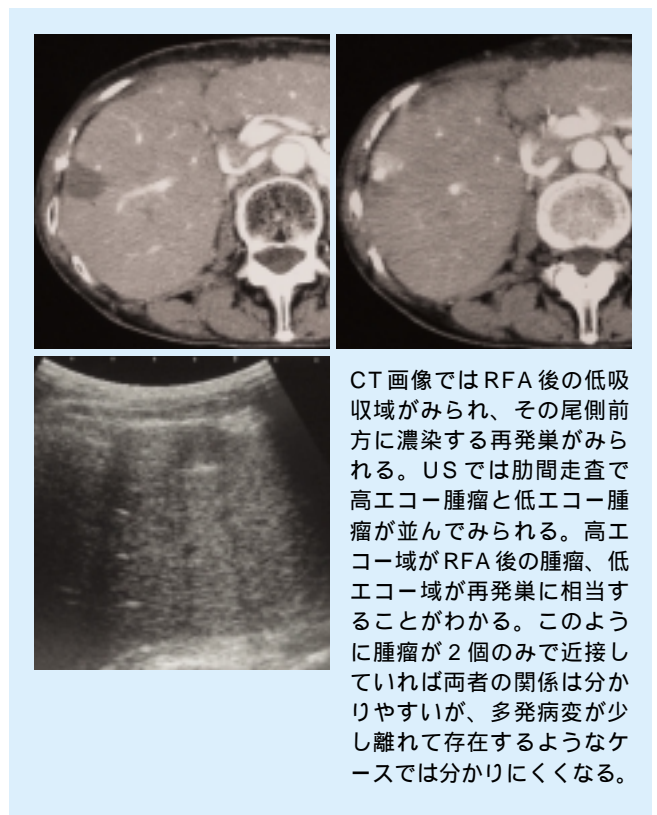 CT画像ではRFA後の低吸
収域がみられ、その尾側前
方に濃染する再発巣がみら
れる。USでは肋間走査で
高エコー腫瘤と低エコー腫
瘤が並んでみられる。高エ
コー域がRFA後の腫瘤、低
エコー域が再発巣に相当す
ることがわかる。このよう
に腫瘤が2個のみで近接し
ていれば両者の関係は分か
りやすいが、多発病変が少
し離れて存在するようなケ
ースでは分かりにくくなる。